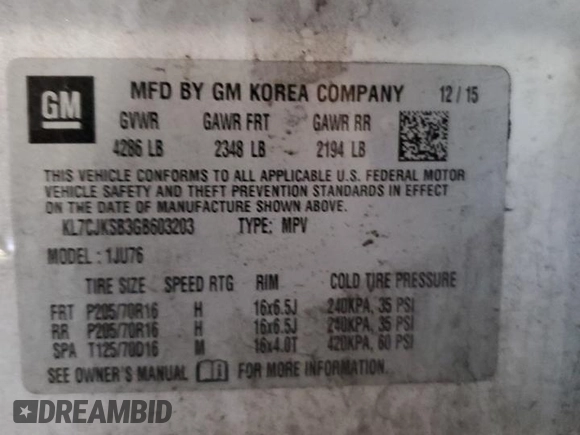 GM MFD BY GM KOREA COMPANY 12/15
GVWR GAWR FRT GAWR RR
4286 LB 2348 LB 2194 LB
THIS VEHICLE CONFORMS TO ALL APPLICABLE U.S. FEDERAL MOTOR
VEHICLE SAFETY AND THEFT PREVENTION STANDARDS IN EFFECT
ON THE DATE OF MANUFACTURE SHOWN ABOVE.
KL7CJKSB3GB603203 TYPE: MPV
MODEL: 1JU76
TIRE SIZE SPEED RTG RIM COLD TIRE PRESSURE
FRT P205/70R16 H 16x6.5J 240KPA, 35 PSI
RR P205/70R16 H 16x6.5J 240KPA, 35 PSI
SPA T125/70D16 M 16x4.0T 420KPA, 60 PSI
SEE OWNER'S MANUAL FOR MORE INFORMATION
DREAMBID